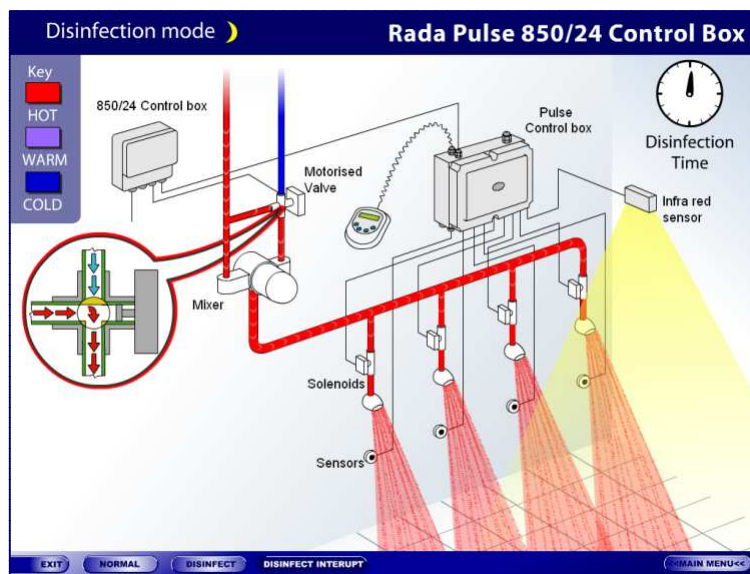 Disinfection mode
Rada Pulse 850/24 Control Box
Key
HOT
WARM
COLD
850/24 Control box
Motorised
Valve
Pulse
Control box
Disinfection
Time
Infra red
sensor
Mixer
Solenoids
Sensors
EXIT
NORMAL
DISINFECT
DISINFECT INTERUPT
<<MAIN MENU<<